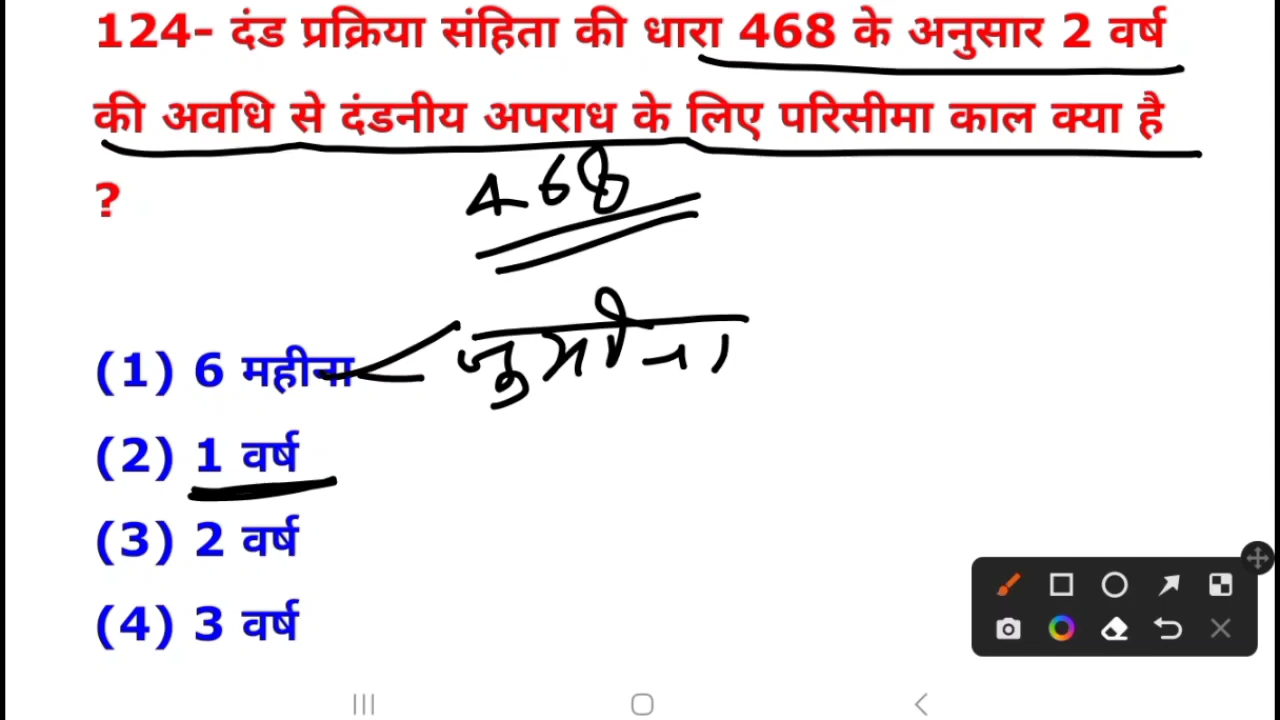 124- दंड प्रक्रिया संहिता की धारा 468 के अनुसार 2 वर्ष
की अवधि से दंडनीय अपराध के लिए परिसीमा काल क्या है
?
468
(1) 6 महीना
जुर्माना
(2) 1 वर्ष
(3) 2 वर्ष
(4) 3 वर्ष